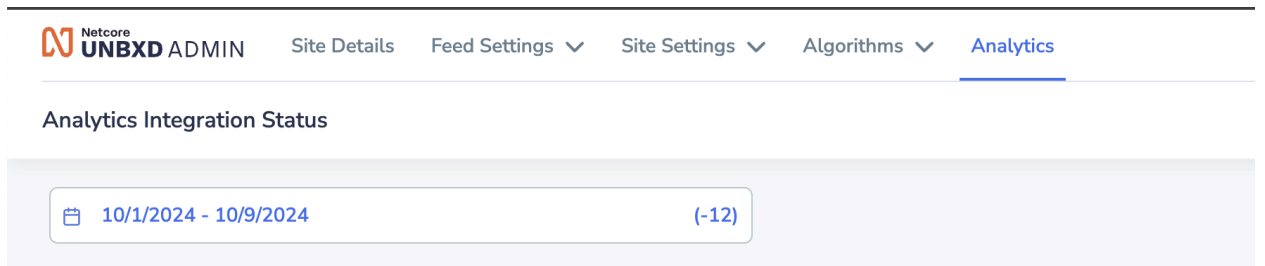 Netcore
UNBXD ADMIN Site Details Feed Settings Site Settings Algorithms Analytics
Analytics Integration Status
10/1/2024 - 10/9/2024 (-12)